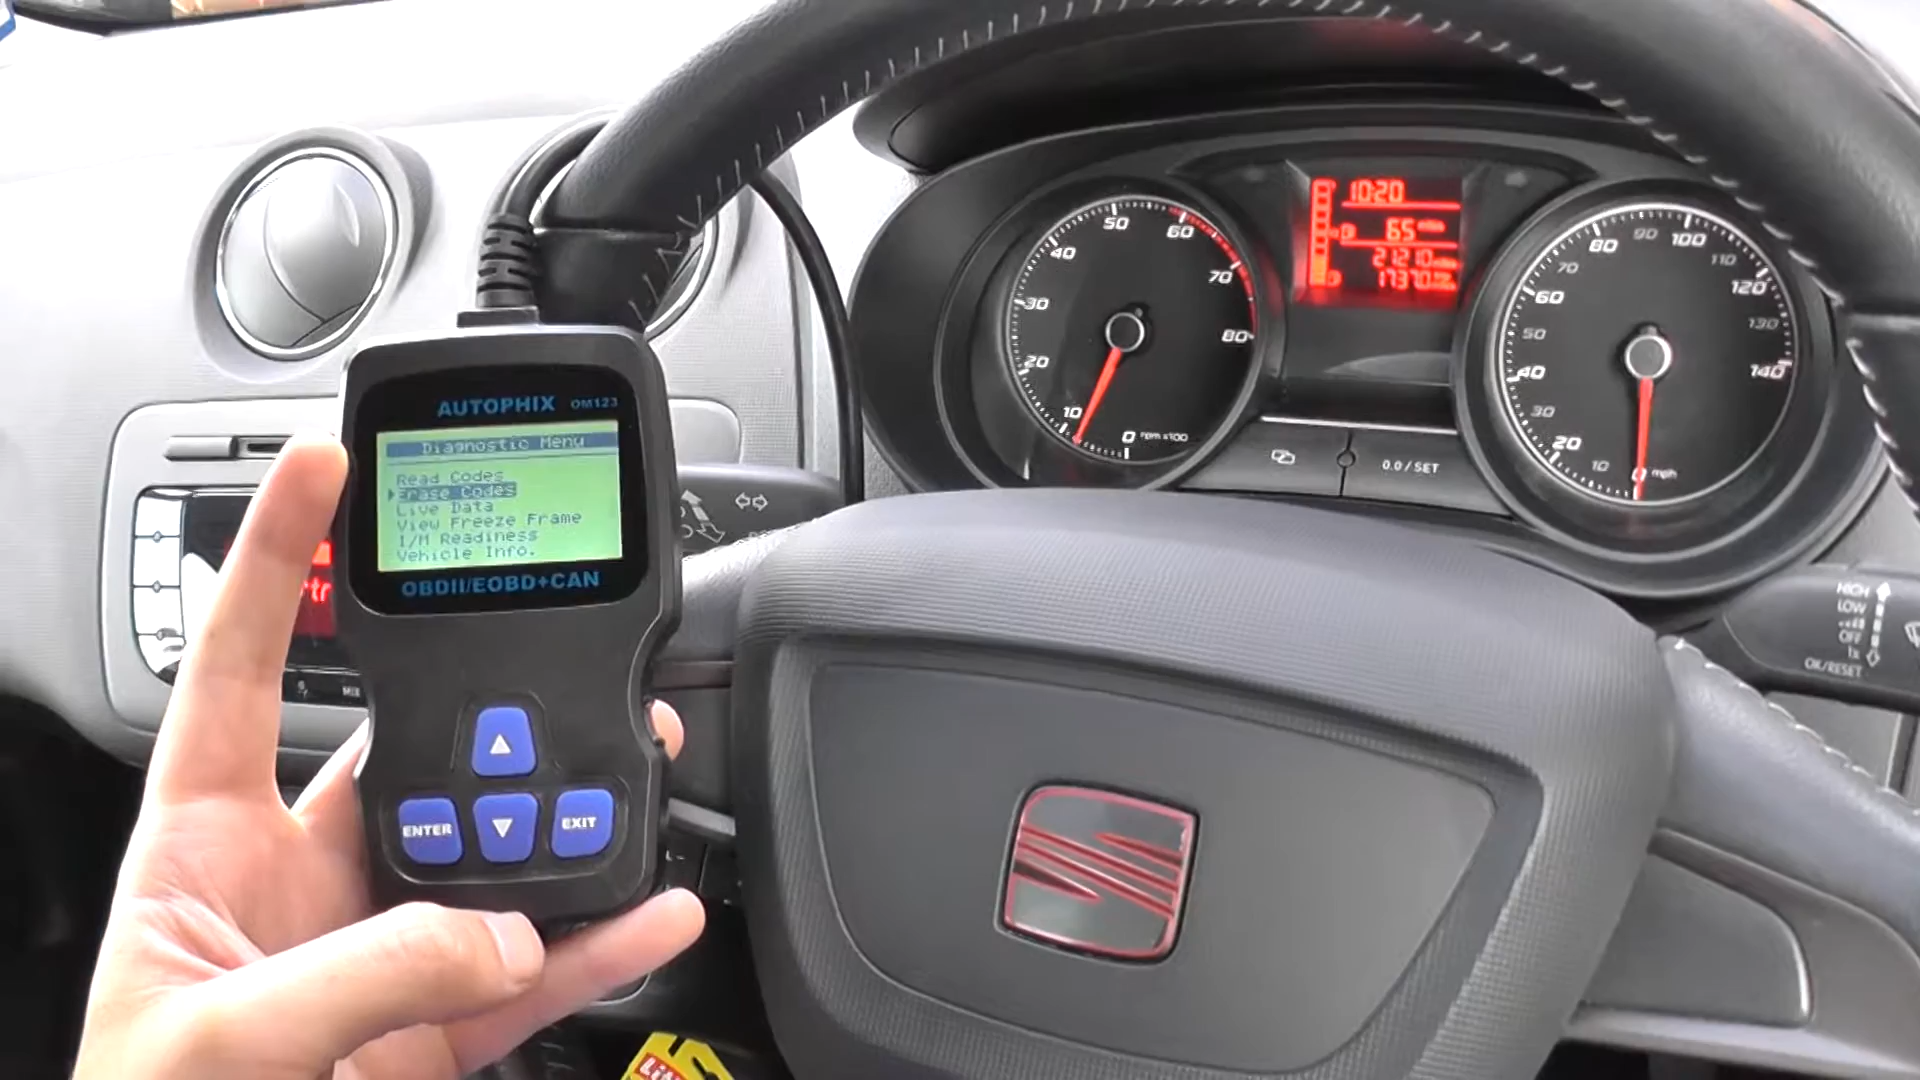 AUTOPHIX OM123
Diagnostic Menu
Read Codes
Erase Codes
Live Data
View Freeze Frame
I/M Readiness
Vehicle Info.
OBDII/EOBD+CAN
ENTER
EXIT
10 20 30 40 50 60 70 80
0 rpm x100
10:20
65
21210
17370
0.0/SET
0 10 20 30 40 50 60 70 80 90 100 110 120 130 140
mph
HIGH
LOW
OFF
1x
OK/RESET